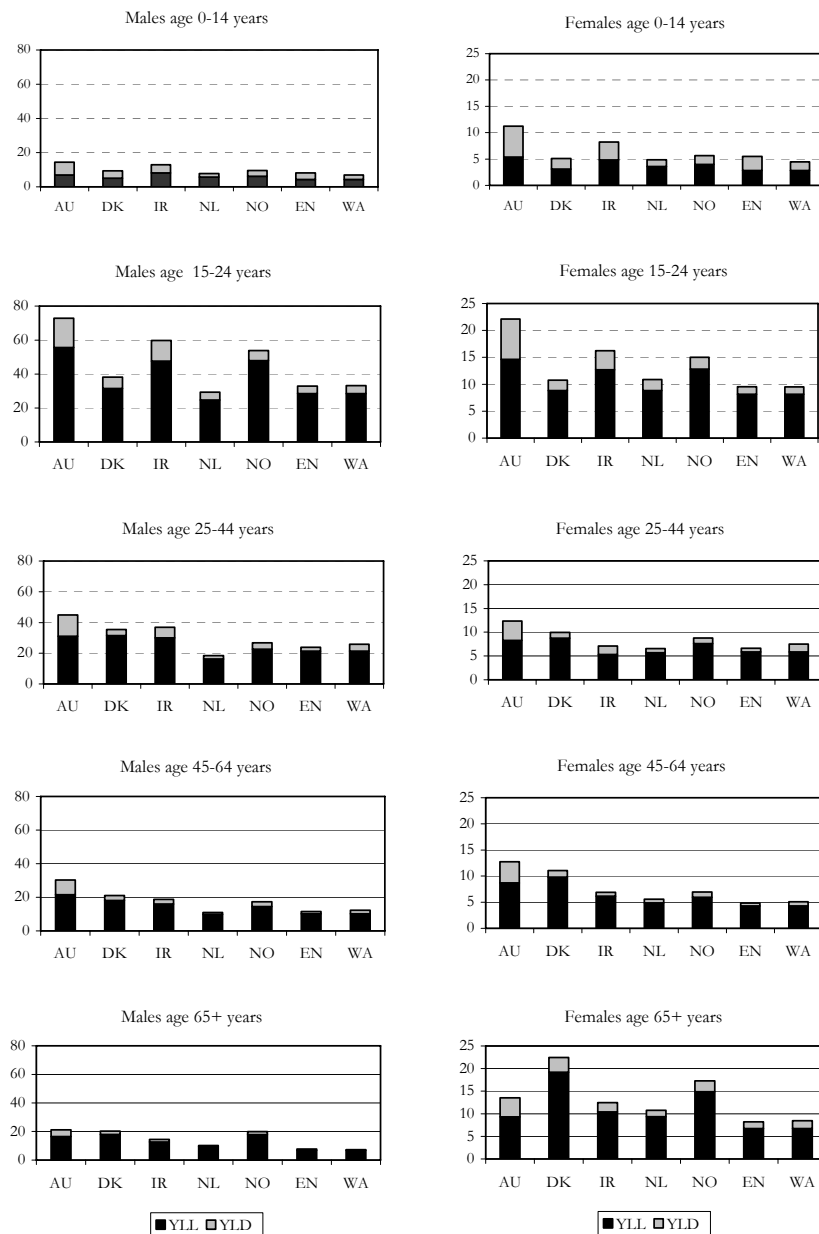 Males age 0-14 years
80
60
40
20
0
AU DK IR NL NO EN WA
Females age 0-14 years
25
20
15
10
5
0
AU DK IR NL NO EN WA
Males age 15-24 years
80
60
40
20
0
AU DK IR NL NO EN WA
Females age 15-24 years
25
20
15
10
5
0
AU DK IR NL NO EN WA
Males age 25-44 years
80
60
40
20
0
AU DK IR NL NO EN WA
Females age 25-44 years
25
20
15
10
5
0
AU DK IR NL NO EN WA
Males age 45-64 years
80
60
40
20
0
AU DK IR NL NO EN WA
Females age 45-64 years
25
20
15
10
5
0
AU DK IR NL NO EN WA
Males age 65+ years
80
60
40
20
0
AU DK IR NL NO EN WA
YLL YLD
Females age 65+ years
25
20
15
10
5
0
AU DK IR NL NO EN WA
YLL YLD